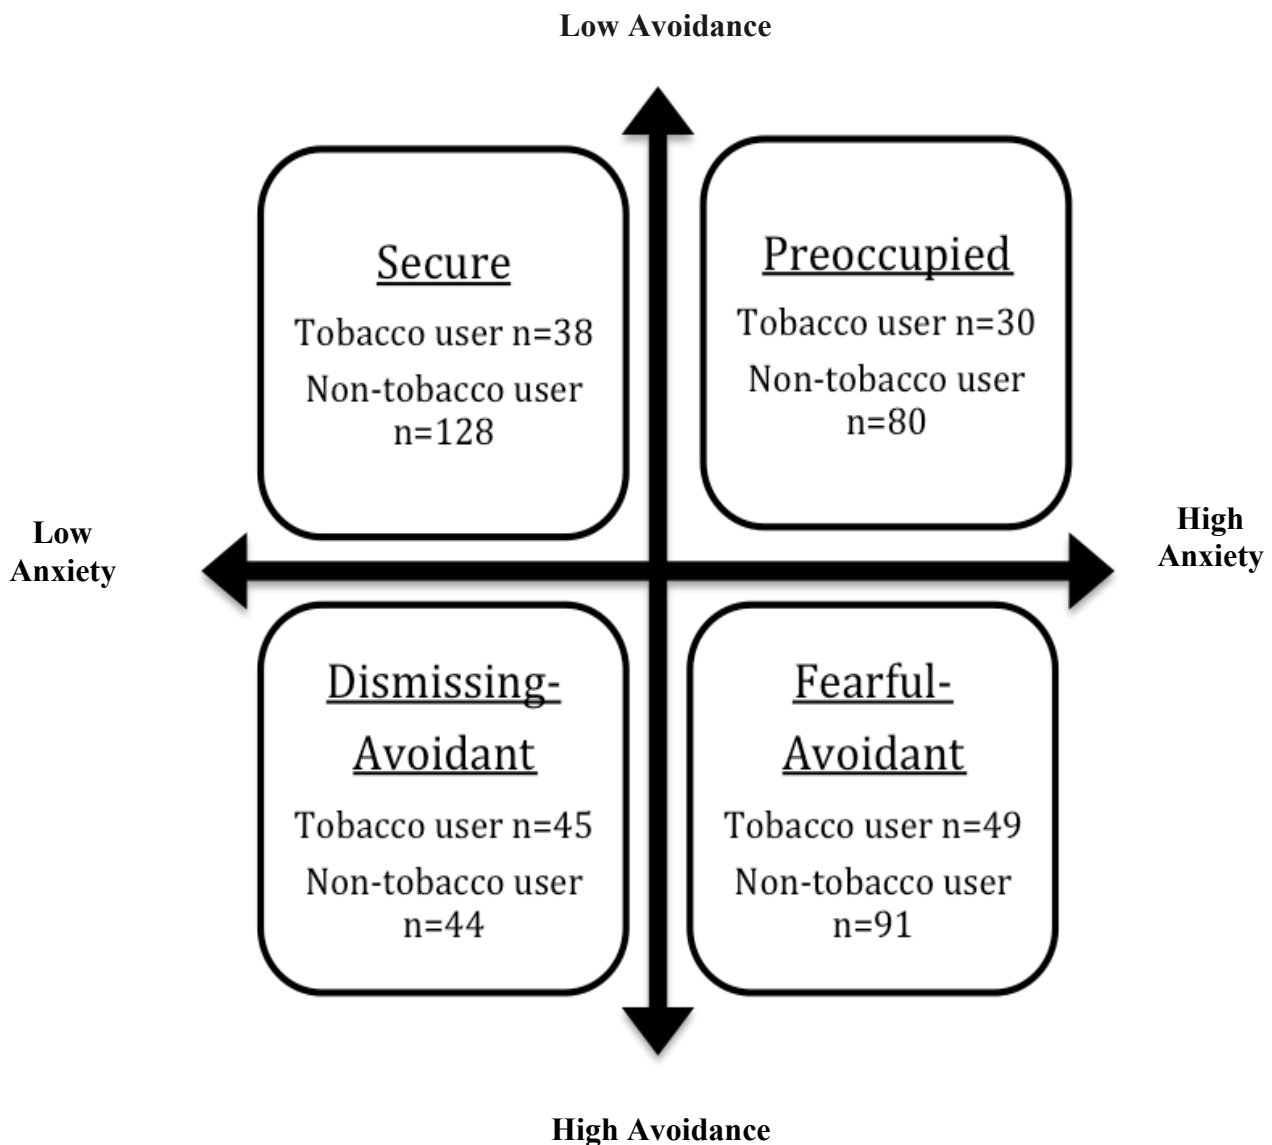 Low Avoidance
Secure
Tobacco user n=38
Non-tobacco user
n=128
Preoccupied
Tobacco user n=30
Non-tobacco user
n=80
Low
Anxiety
High
Anxiety
Dismissing-
Avoidant
Tobacco user n=45
Non-tobacco user
n=44
Fearful-
Avoidant
Tobacco user n=49
Non-tobacco user
n=91
High Avoidance